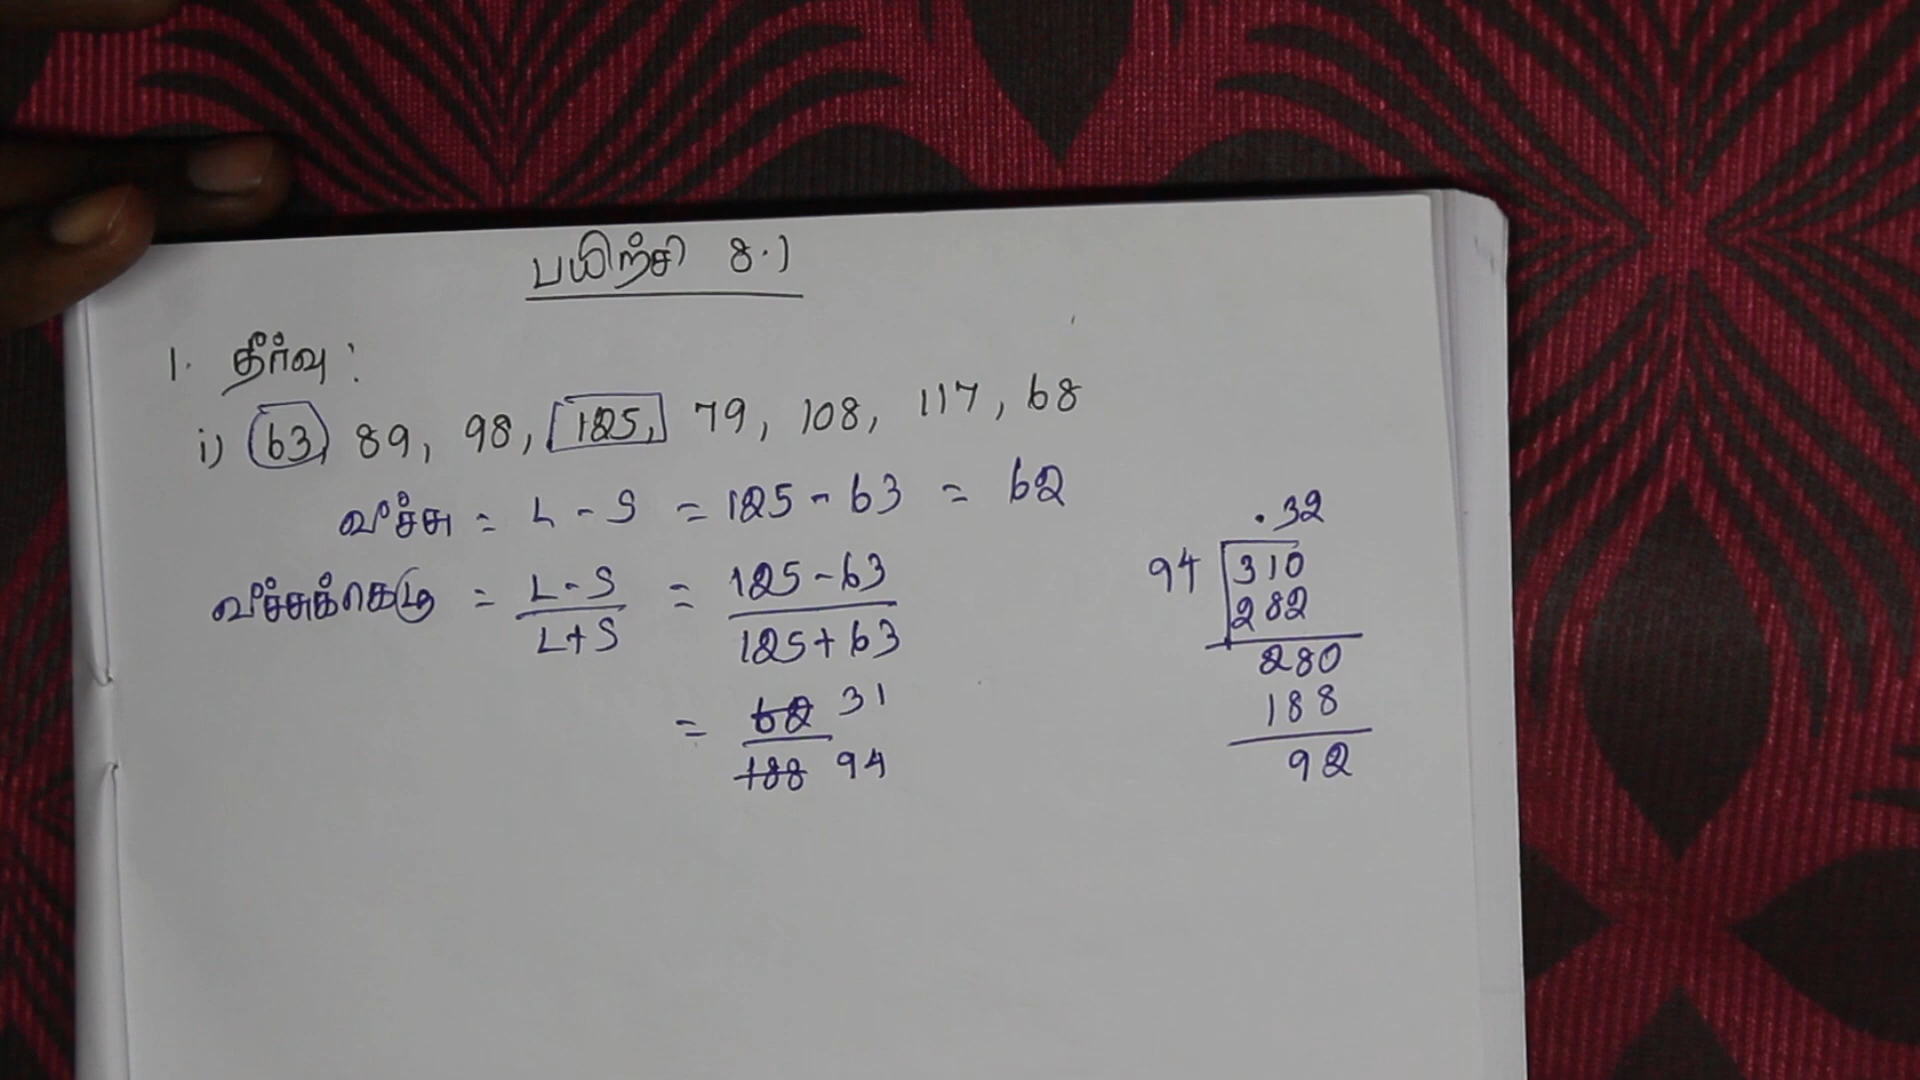 பயிற்சி 8.1
1. தீர்வு :
i) 63, 89, 98, 125, 79, 108, 117, 68
வீச்சு = L - S = 125 - 63 = 62
வீச்சுக்கெழு = L - S / L + S = 125 - 63 / 125 + 63
= 62 31 / 188 94
.32
94 310
282
280
188
92